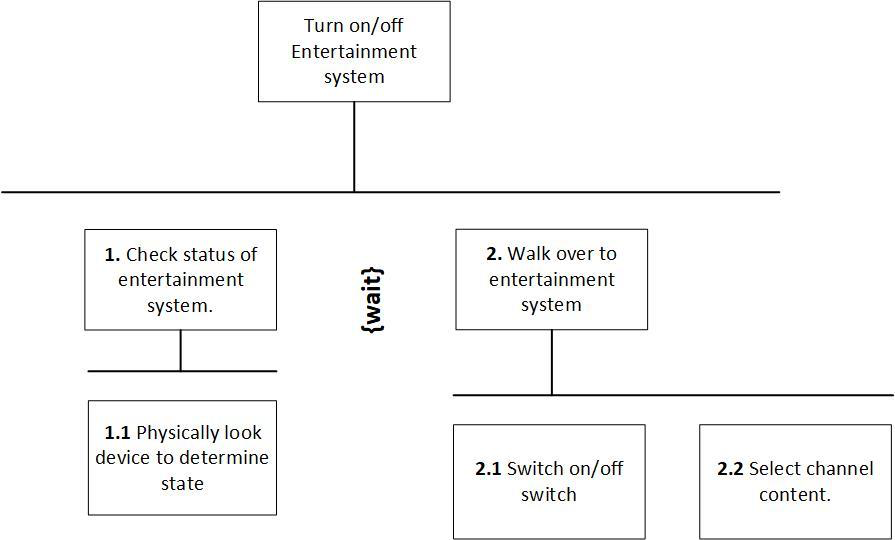 Turn on/off
Entertainment
system
1. Check status of
entertainment
system.
{wait}
2. Walk over to
entertainment
system
1.1 Physically look
device to determine
state
2.1 Switch on/off
switch
2.2 Select channel
content.